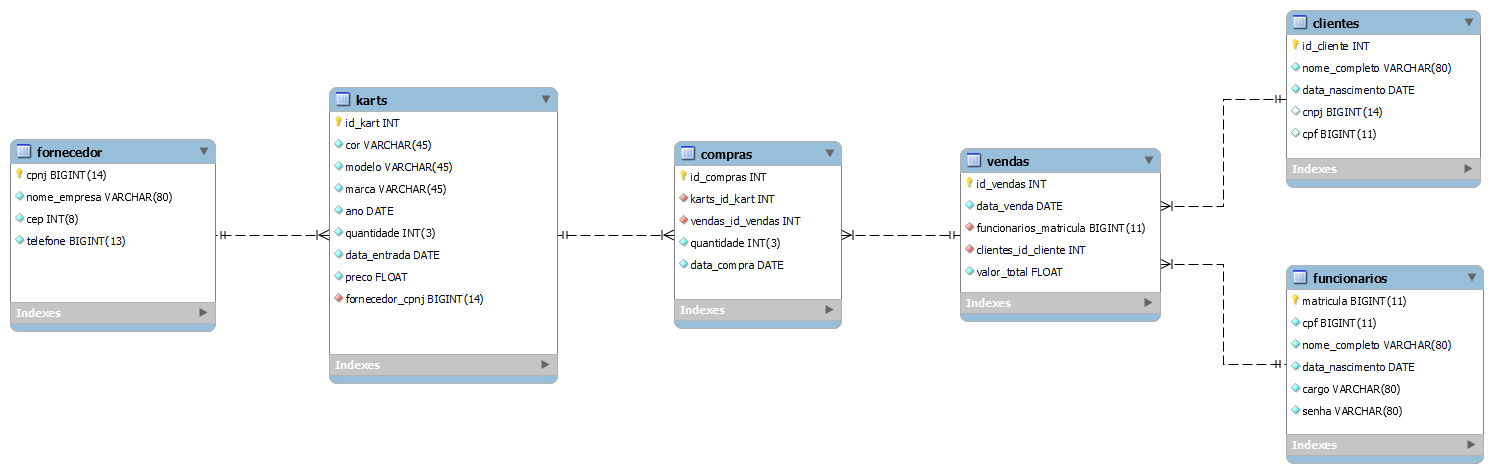 fornecedor
cpnj BIGINT(14)
nome_empresa VARCHAR(80)
cep INT(8)
telefone BIGINT(13)
Indexes
karts
id_kart INT
cor VARCHAR(45)
modelo VARCHAR(45)
marca VARCHAR(45)
ano DATE
quantidade INT(3)
data_entrada DATE
preco FLOAT
fornecedor_cpnj BIGINT(14)
Indexes
compras
id_compras INT
karts_id_kart INT
vendas_id_vendas INT
quantidade INT(3)
data_compra DATE
Indexes
vendas
id_vendas INT
data_venda DATE
funcionarios_matricula BIGINT(11)
clientes_id_cliente INT
valor_total FLOAT
Indexes
clientes
id_cliente INT
nome_completo VARCHAR(80)
data_nascimento DATE
cnpj BIGINT(14)
cpf BIGINT(11)
Indexes
funcionarios
matricula BIGINT(11)
cpf BIGINT(11)
nome_completo VARCHAR(80)
data_nascimento DATE
cargo VARCHAR(80)
senha VARCHAR(80)
Indexes